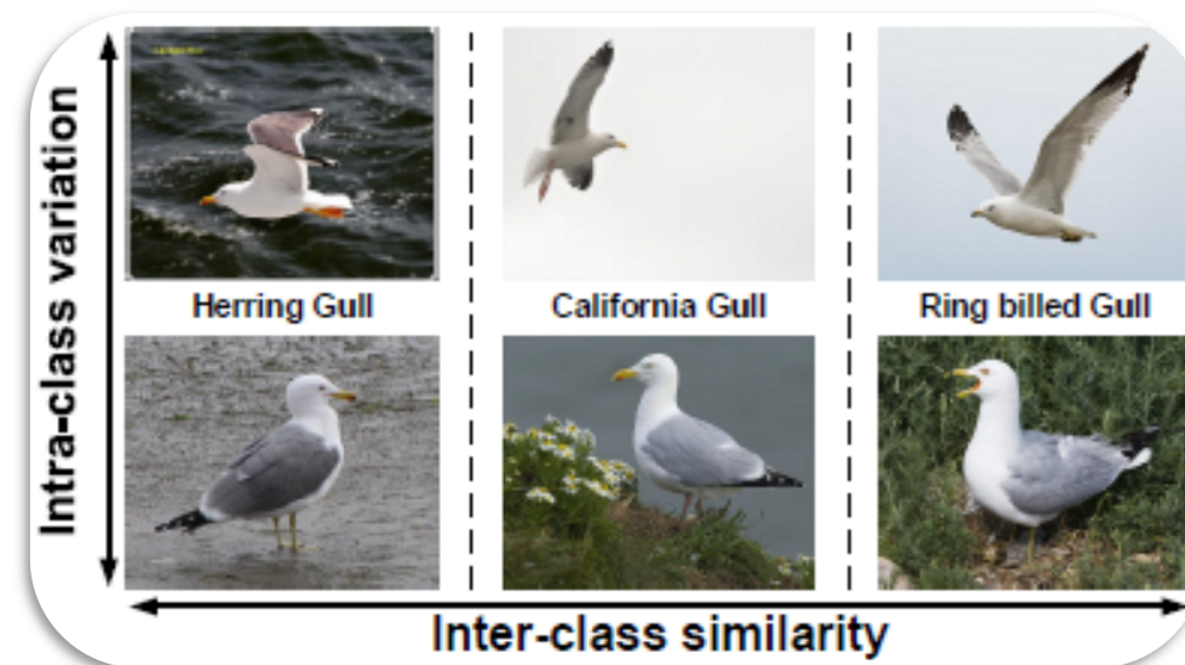 Intra-class variation
Herring Gull
California Gull
Ring billed Gull
Inter-class similarity